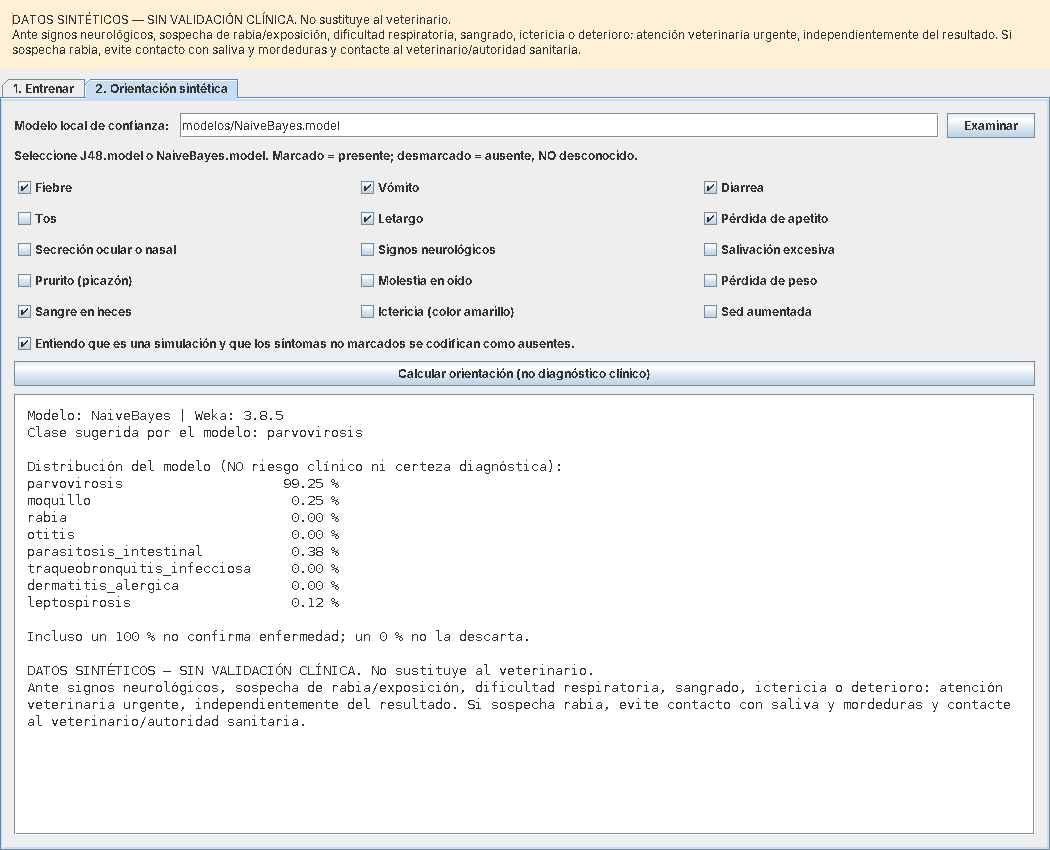 DATOS SINTÉTICOS — SIN VALIDACIÓN CLÍNICA. No sustituye al veterinario.
Ante signos neurológicos, sospecha de rabia/exposición, dificultad respiratoria, sangrado, ictericia o deterioro: atención veterinaria urgente, independientemente del resultado. Si
sospecha rabia, evite contacto con saliva y mordeduras y contacte al veterinario/autoridad sanitaria.
1. Entrenar 2. Orientación sintética
Modelo local de confianza: modelos/NaiveBayes.model Examinar
Seleccione J48.model o NaiveBayes.model. Marcado = presente; desmarcado = ausente, NO desconocido.
Fiebre Vómito Diarrea
Tos Letargo Pérdida de apetito
Secreción ocular o nasal Signos neurológicos Salivación excesiva
Prurito (picazón) Molestia en oído Pérdida de peso
Sangre en heces Ictericia (color amarillo) Sed aumentada
Entiendo que es una simulación y que los síntomas no marcados se codifican como ausentes.
Calcular orientación (no diagnóstico clínico)
Modelo: NaiveBayes | Weka: 3.8.5
Clase sugerida por el modelo: parvovirosis
Distribución del modelo (NO riesgo clínico ni certeza diagnóstica):
parvovirosis 99.25 %
moquillo 0.25 %
rabia 0.00 %
otitis 0.00 %
parasitosis_intestinal 0.38 %
traqueobronquitis_infecciosa 0.00 %
dermatitis_alergica 0.00 %
leptospirosis 0.12 %
Incluso un 100 % no confirma enfermedad; un 0 % no la descarta.
DATOS SINTÉTICOS — SIN VALIDACIÓN CLÍNICA. No sustituye al veterinario.
Ante signos neurológicos, sospecha de rabia/exposición, dificultad respiratoria, sangrado, ictericia o deterioro: atención
veterinaria urgente, independientemente del resultado. Si sospecha rabia, evite contacto con saliva y mordeduras y contacte
al veterinario/autoridad sanitaria.